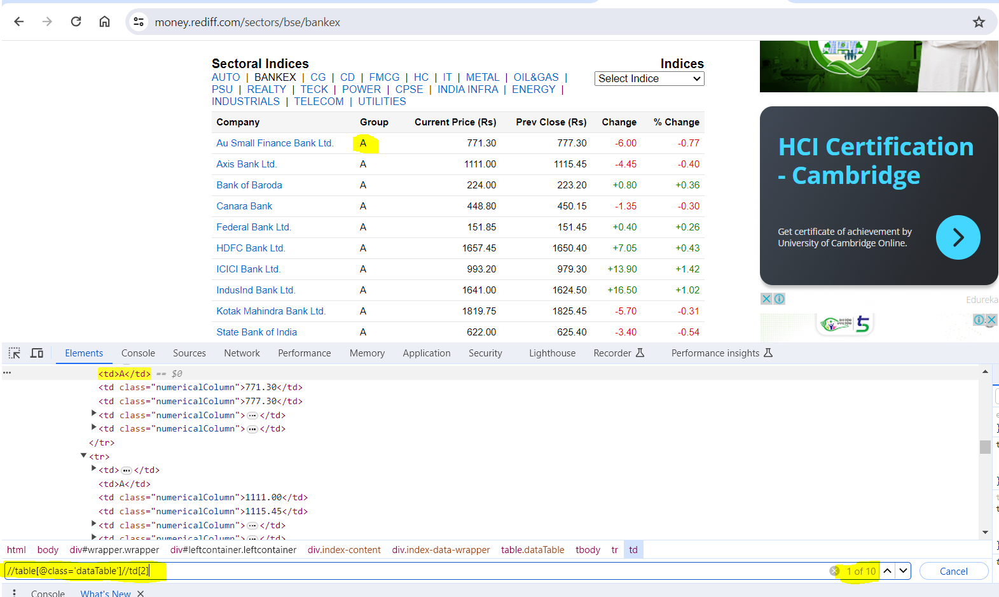 money.rediff.com/sectors/bse/bankex
Sectoral Indices
Indices
AUTO | BANKEX | CG | CD | FMCG | HC | IT | METAL | OIL&GAS |
Select Indice
PSU | REALTY | TECK | POWER | CPSE | INDIA INFRA | ENERGY |
INDUSTRIALS | TELECOM | UTILITIES
Company Group Current Price (Rs) Prev Close (Rs) Change % Change
Au Small Finance Bank Ltd. A 771.30 777.30 -6.00 -0.77
Axis Bank Ltd. A 1111.00 1115.45 -4.45 -0.40
Bank of Baroda A 224.00 223.20 +0.80 +0.36
Canara Bank A 448.80 450.15 -1.35 -0.30
Federal Bank Ltd. A 151.85 151.45 +0.40 +0.26
HDFC Bank Ltd. A 1657.45 1650.40 +7.05 +0.43
ICICI Bank Ltd. A 993.20 979.30 +13.90 +1.42
IndusInd Bank Ltd. A 1641.00 1624.50 +16.50 +1.02
Kotak Mahindra Bank Ltd. A 1819.75 1825.45 -5.70 -0.31
State Bank of India A 622.00 625.40 -3.40 -0.54
HCI Certification
- Cambridge
Get certificate of achievement by
University of Cambridge Online.
Edureka
Elements Console Sources Network Performance Memory Application Security Lighthouse Recorder Performance insights
<td>A</td> == $0
<td class="numericalColumn">771.30</td>
<td class="numericalColumn">777.30</td>
<td class="numericalColumn">…</td>
<td class="numericalColumn">…</td>
</tr>
<tr>
<td>…</td>
<td>A</td>
<td class="numericalColumn">1111.00</td>
<td class="numericalColumn">1115.45</td>
<td class="numericalColumn">…</td>
<td class="numericalColumn">…</td>
html body div#wrapper.wrapper div#leftcontainer.leftcontainer div.index-content div.index-data-wrapper table.dataTable tbody tr td
//table[@class='dataTable']//td[2]
1 of 10
Cancel
Console What's New